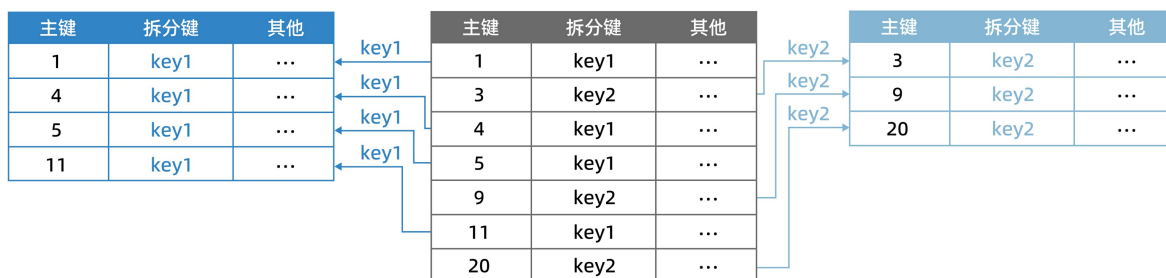 主键 拆分键 其他
1 key1 ...
4 key1 ...
5 key1 ...
11 key1 ...
key1
key1
key1
key1
主键 拆分键 其他
1 key1 ...
3 key2 ...
4 key1 ...
5 key1 ...
9 key2 ...
11 key1 ...
20 key2 ...
key2
key2
key2
主键 拆分键 其他
3 key2 ...
9 key2 ...
20 key2 ...